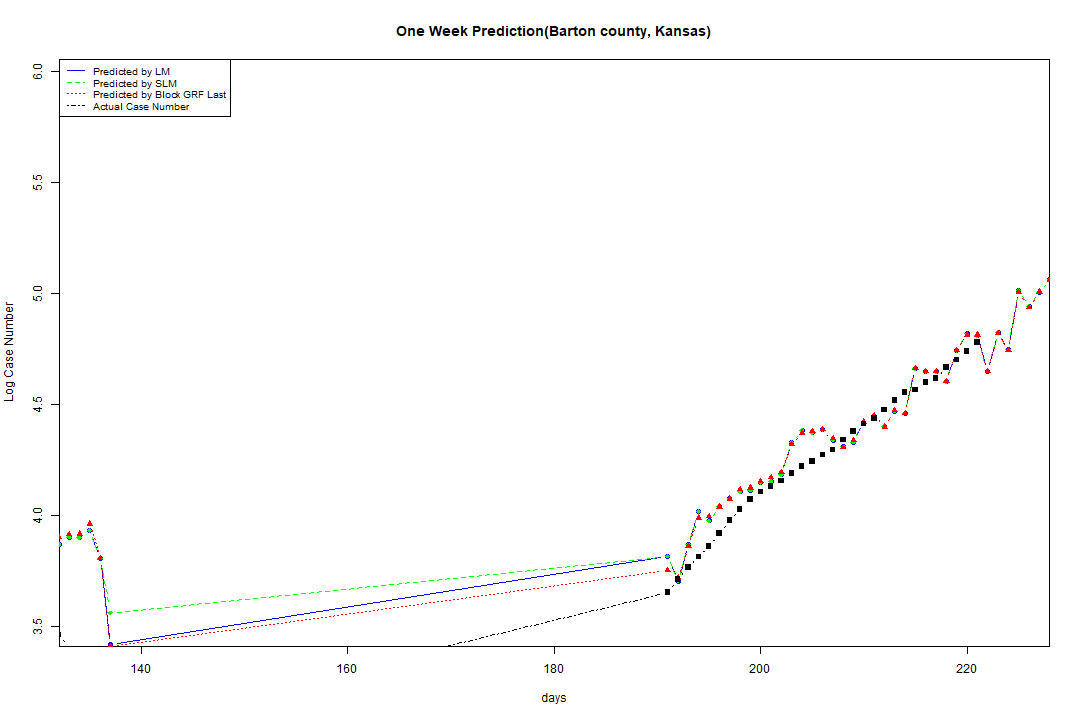 One Week Prediction(Barton county, Kansas)
Predicted by LM
Predicted by SLM
Predicted by Block GRF Last
Actual Case Number
6.0
5.5
5.0
4.5
4.0
3.5
Log Case Number
140 160 180 200 220
days